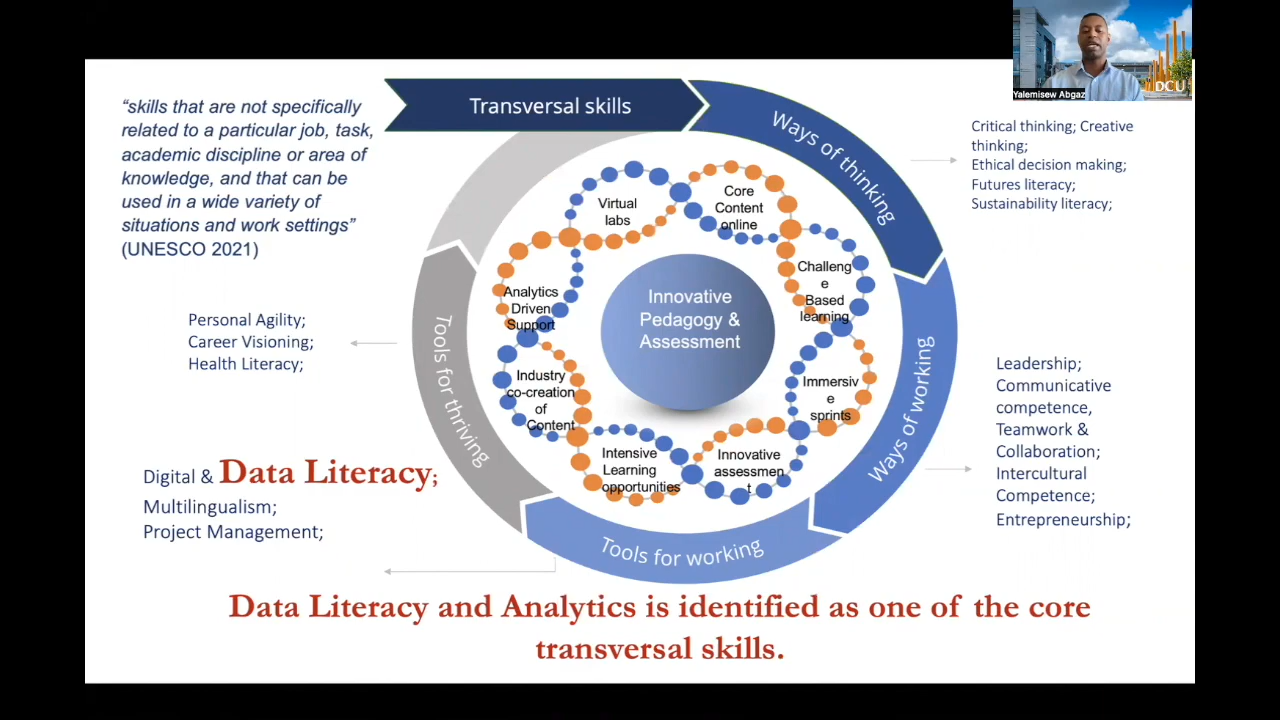 Yalemisew Abgaz
DCU
Transversal skills
“skills that are not specifically
related to a particular job, task,
academic discipline or area of
knowledge, and that can be
used in a wide variety of
situations and work settings”
(UNESCO 2021)
Ways of thinking
Critical thinking; Creative
thinking;
Ethical decision making;
Futures literacy;
Sustainability literacy;
Virtual
labs
Core
Content
online
Challeng
e
Based
learning
Analytics
Driven
Support
Innovative
Pedagogy &
Assessment
Personal Agility;
Career Visioning;
Health Literacy;
Tools for thriving
Industry
co-creation
of
Content
Immersiv
e
sprints
Ways of working
Leadership;
Communicative
competence,
Teamwork &
Collaboration;
Intercultural
Competence;
Entrepreneurship;
Intensive
Learning
opportunities
Innovative
assessmen
t
Digital & Data Literacy;
Multilingualism;
Project Management;
Tools for working
Data Literacy and Analytics is identified as one of the core
transversal skills.